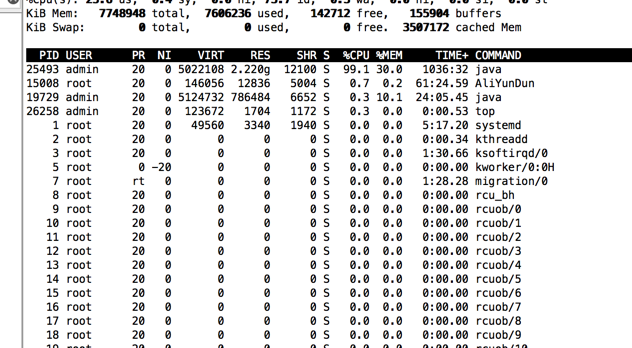 KiB Mem: 7748948 total, 7606236 used, 142712 free, 155904 buffers
KiB Swap: 0 total, 0 used, 0 free. 3507172 cached Mem
PID USER PR NI VIRT RES SHR S %CPU %MEM TIME+ COMMAND
25493 admin 20 0 5022108 2.220g 12100 S 99.1 30.0 1036:32 java
15008 root 20 0 146056 12836 5004 S 0.7 0.2 61:24.59 AliYunDun
19729 admin 20 0 5124732 786484 6652 S 0.3 10.1 24:05.45 java
26258 admin 20 0 123672 1704 1172 S 0.3 0.0 0:00.53 top
1 root 20 0 49560 3340 1940 S 0.0 0.0 5:17.20 systemd
2 root 20 0 0 0 0 S 0.0 0.0 0:00.34 kthreadd
3 root 20 0 0 0 0 S 0.0 0.0 1:30.66 ksoftirqd/0
5 root 0 -20 0 0 0 S 0.0 0.0 0:00.00 kworker/0:0H
7 root rt 0 0 0 0 S 0.0 0.0 1:28.28 migration/0
8 root 20 0 0 0 0 S 0.0 0.0 0:00.00 rcu_bh
9 root 20 0 0 0 0 S 0.0 0.0 0:00.00 rcuob/0
10 root 20 0 0 0 0 S 0.0 0.0 0:00.00 rcuob/1
11 root 20 0 0 0 0 S 0.0 0.0 0:00.00 rcuob/2
12 root 20 0 0 0 0 S 0.0 0.0 0:00.00 rcuob/3
13 root 20 0 0 0 0 S 0.0 0.0 0:00.00 rcuob/4
14 root 20 0 0 0 0 S 0.0 0.0 0:00.00 rcuob/5
15 root 20 0 0 0 0 S 0.0 0.0 0:00.00 rcuob/6
16 root 20 0 0 0 0 S 0.0 0.0 0:00.00 rcuob/7
17 root 20 0 0 0 0 S 0.0 0.0 0:00.00 rcuob/8
18 root 20 0 0 0 0 S 0.0 0.0 0:00.00 rcuob/9